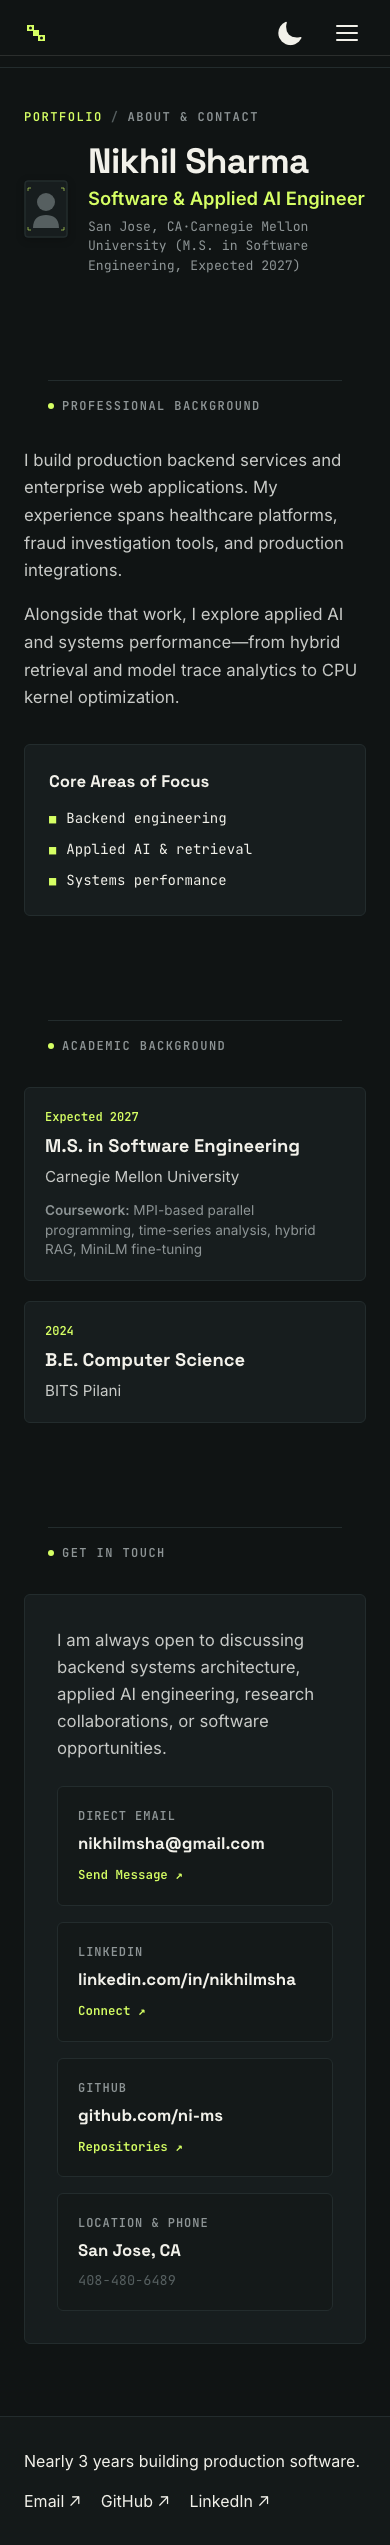 PORTFOLIO / ABOUT & CONTACT
Nikhil Sharma
Software & Applied AI Engineer
San Jose, CA·Carnegie Mellon
University (M.S. in Software
Engineering, Expected 2027)
PROFESSIONAL BACKGROUND
I build production backend services and
enterprise web applications. My
experience spans healthcare platforms,
fraud investigation tools, and production
integrations.
Alongside that work, I explore applied AI
and systems performance—from hybrid
retrieval and model trace analytics to CPU
kernel optimization.
Core Areas of Focus
■ Backend engineering
■ Applied AI & retrieval
■ Systems performance
ACADEMIC BACKGROUND
Expected 2027
M.S. in Software Engineering
Carnegie Mellon University
Coursework: MPI-based parallel
programming, time-series analysis, hybrid
RAG, MiniLM fine-tuning
2024
B.E. Computer Science
BITS Pilani
GET IN TOUCH
I am always open to discussing
backend systems architecture,
applied AI engineering, research
collaborations, or software
opportunities.
DIRECT EMAIL
nikhilmsha@gmail.com
Send Message ↗
LINKEDIN
linkedin.com/in/nikhilmsha
Connect ↗
GITHUB
github.com/ni-ms
Repositories ↗
LOCATION & PHONE
San Jose, CA
408-480-6489
Nearly 3 years building production software.
Email ↗ GitHub ↗ LinkedIn ↗